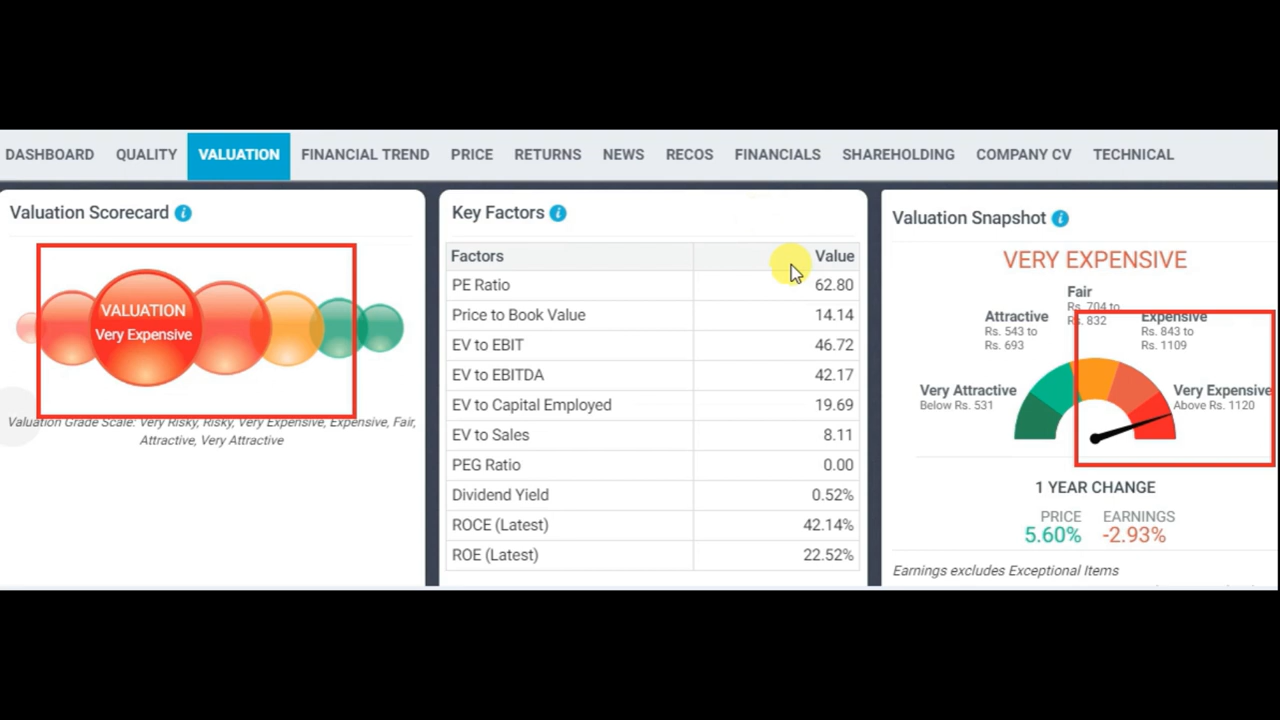 DASHBOARD QUALITY VALUATION FINANCIAL TREND PRICE RETURNS NEWS RECOS FINANCIALS SHAREHOLDING COMPANY CV TECHNICAL
Valuation Scorecard i
VALUATION
Very Expensive
Valuation Grade Scale: Very Risky, Risky, Very Expensive, Expensive, Fair,
Attractive, Very Attractive
Key Factors i
Factors Value
PE Ratio 62.80
Price to Book Value 14.14
EV to EBIT 46.72
EV to EBITDA 42.17
EV to Capital Employed 19.69
EV to Sales 8.11
PEG Ratio 0.00
Dividend Yield 0.52%
ROCE (Latest) 42.14%
ROE (Latest) 22.52%
Valuation Snapshot i
VERY EXPENSIVE
Fair
Rs. 704 to
Rs. 832
Attractive
Rs. 543 to
Rs. 693
Expensive
Rs. 843 to
Rs. 1109
Very Attractive
Below Rs. 531
Very Expensive
Above Rs. 1120
1 YEAR CHANGE
PRICE EARNINGS
5.60% -2.93%
Earnings excludes Exceptional Items